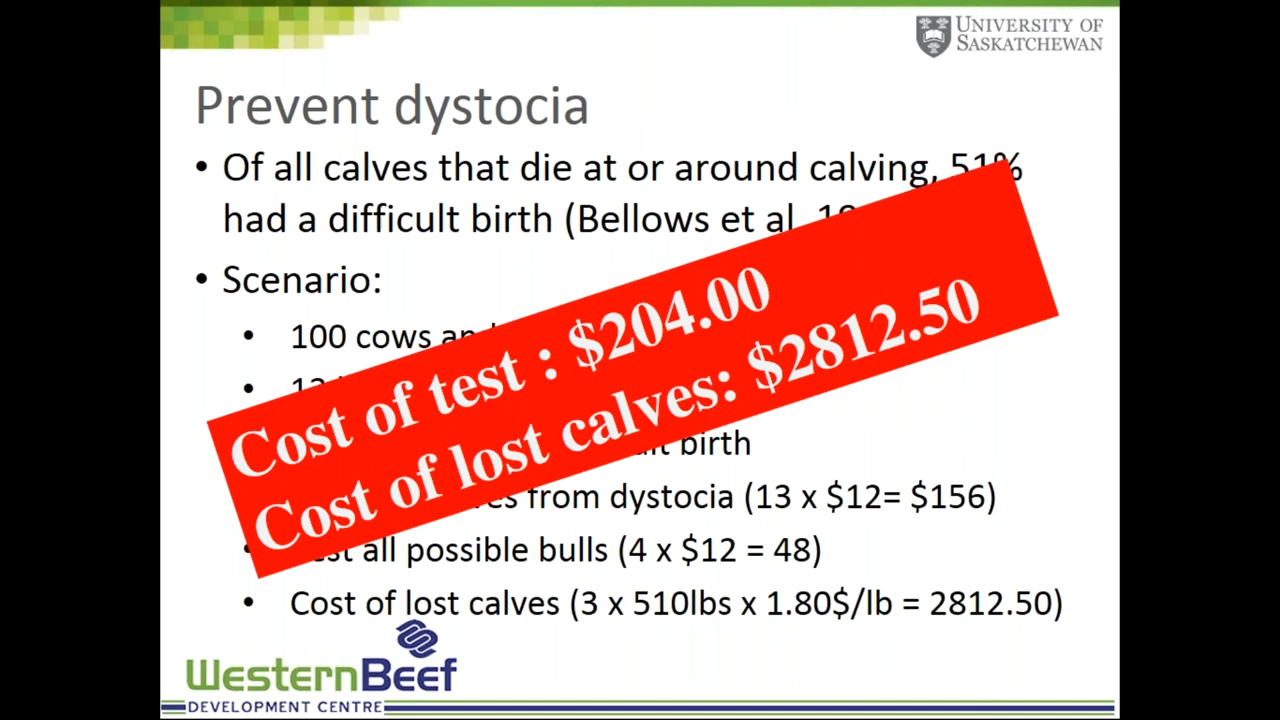 UNIVERSITY OF
SASKATCHEWAN
Prevent dystocia
• Of all calves that die at or around calving, 51%
had a difficult birth (Bellows et al.
• Scenario:
• 100 cows
Cost of test : $204.00
Cost of lost calves: $2812.50
birth
from dystocia (13 x $12= $156)
all possible bulls (4 x $12 = 48)
• Cost of lost calves (3 x 510lbs x 1.80$/lb = 2812.50)
WesternBeef
DEVELOPMENT CENTRE